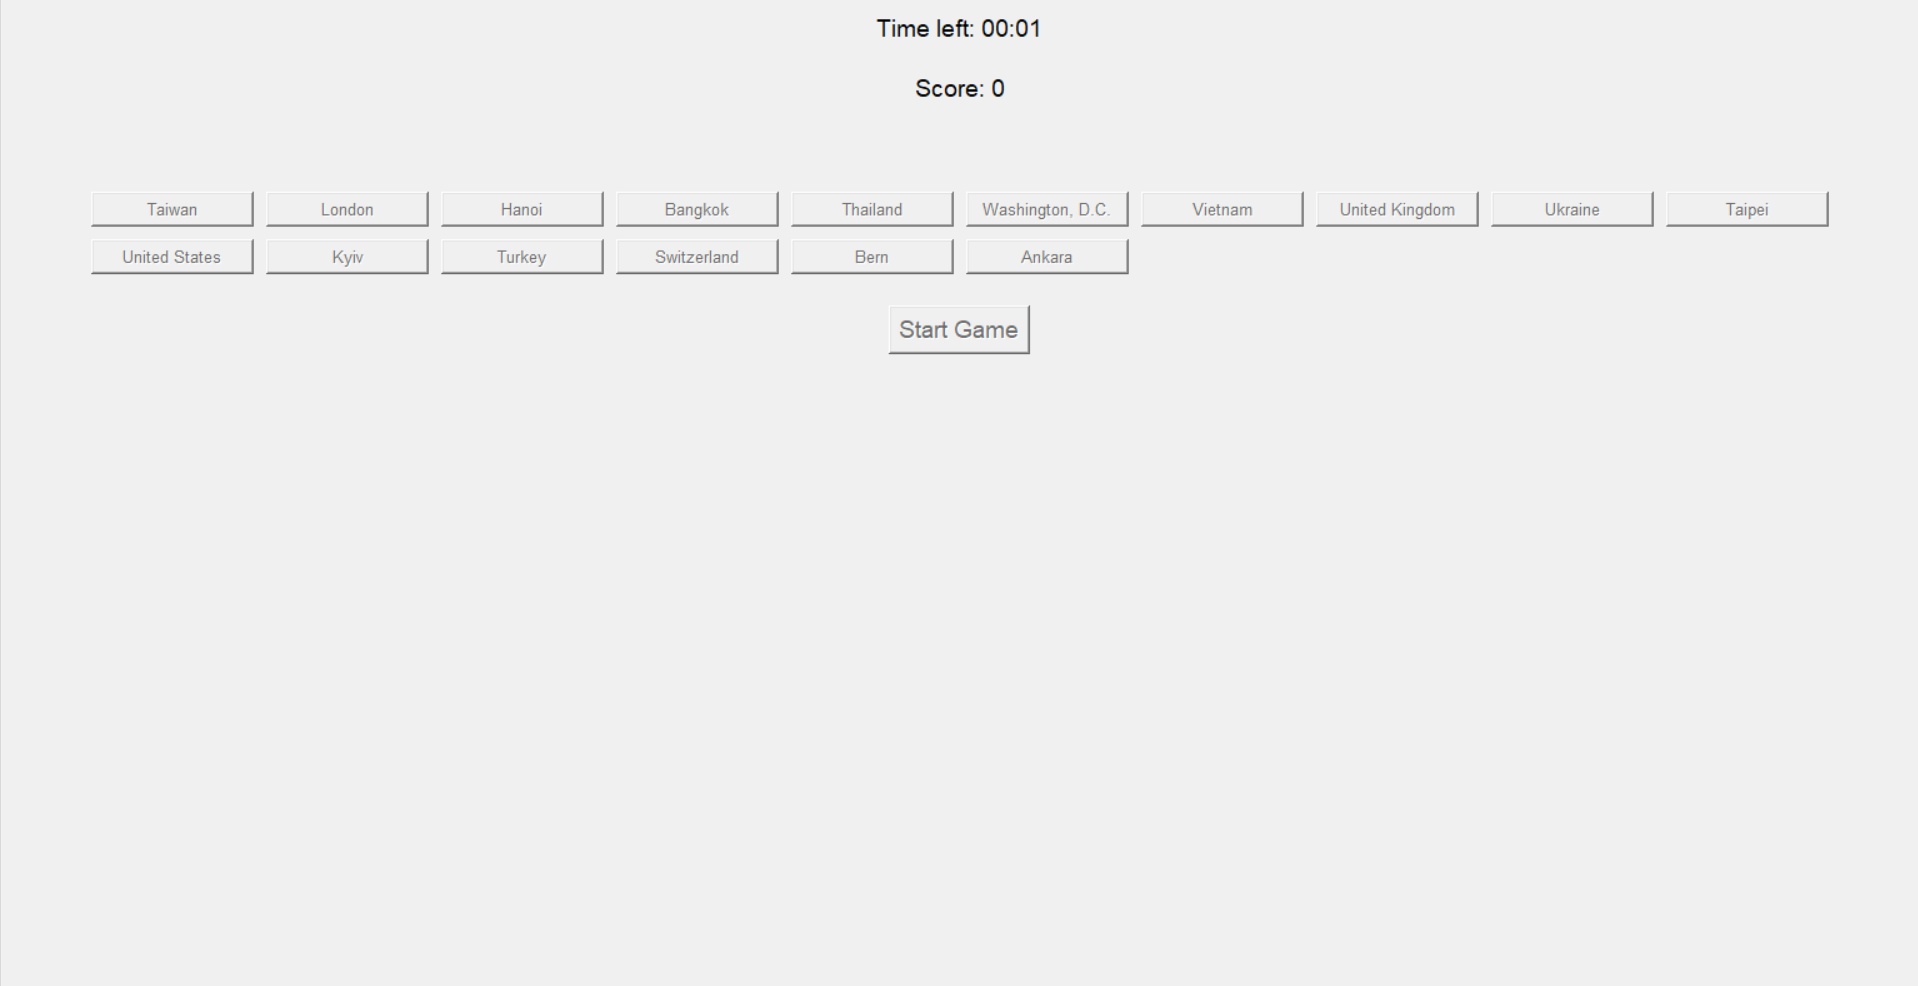 Time left: 00:01
Score: 0
Taiwan London Hanoi Bangkok Thailand Washington, D.C. Vietnam United Kingdom Ukraine Taipei
United States Kyiv Turkey Switzerland Bern Ankara
Start Game